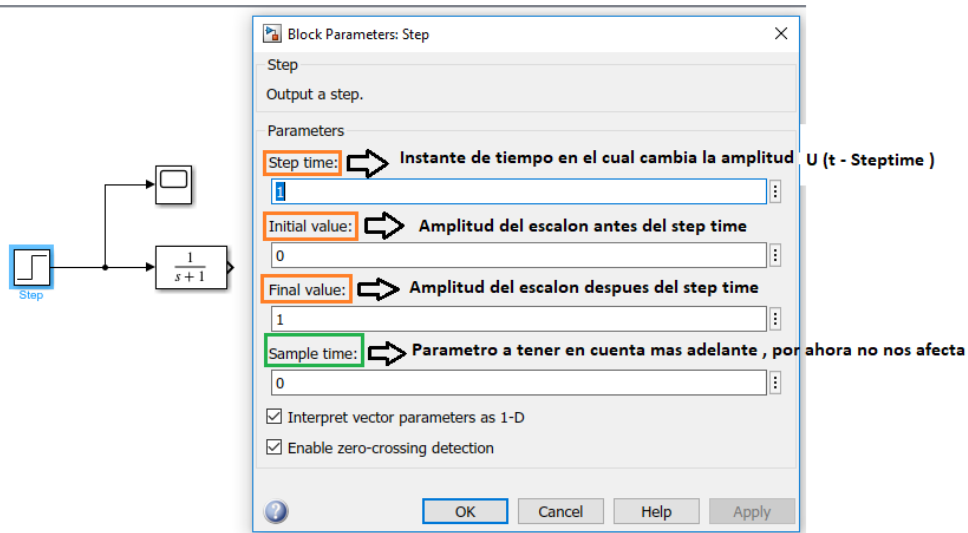 Block Parameters: Step
Step
Output a step.
Parameters
Step time: Instante de tiempo en el cual cambia la amplitud U (t - Steptime )
1
Initial value: Amplitud del escalon antes del step time
0
Final value: Amplitud del escalon despues del step time
1
Sample time: Parametro a tener en cuenta mas adelante , por ahora no nos afecta
0
Interpret vector parameters as 1-D
Enable zero-crossing detection
OK Cancel Help Apply
1
s + 1
Step